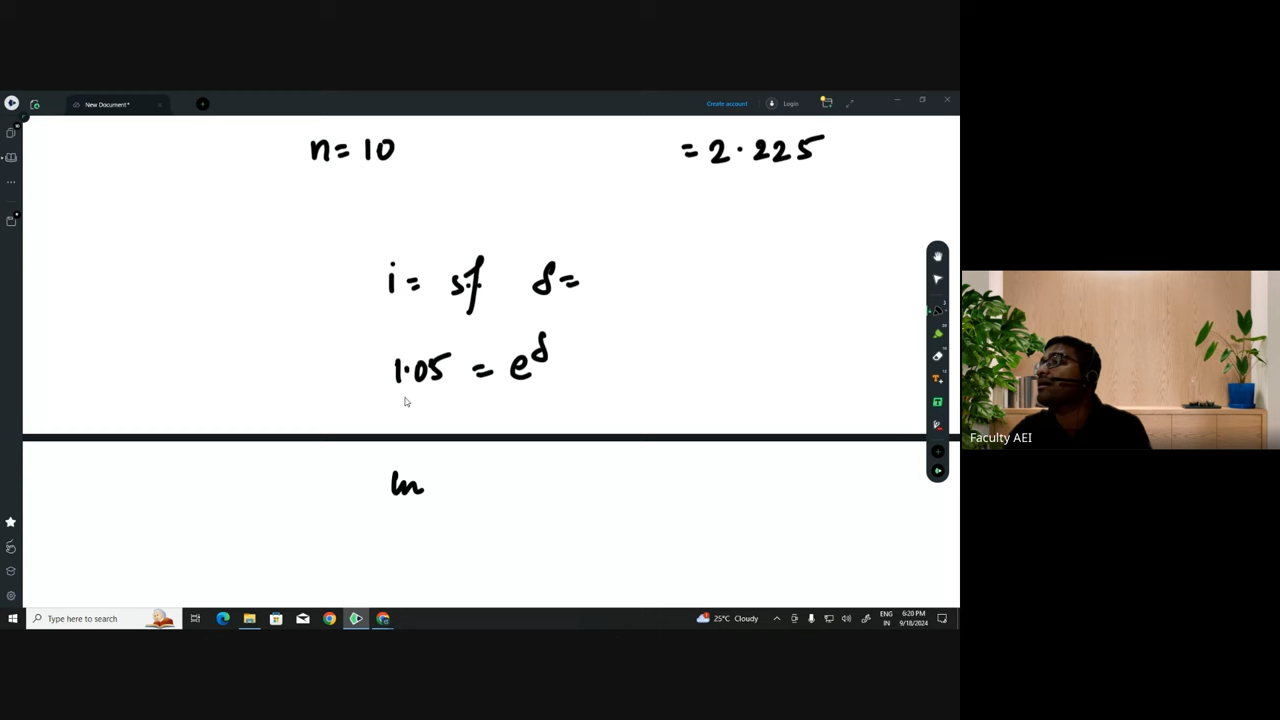 New Document*
Create account
Login
n = 10
= 2.225
i = 5% δ =
1.05 = e^δ
ln
Faculty AEI
Type here to search
25°C Cloudy
ENG
IN
6:20 PM
9/18/2024